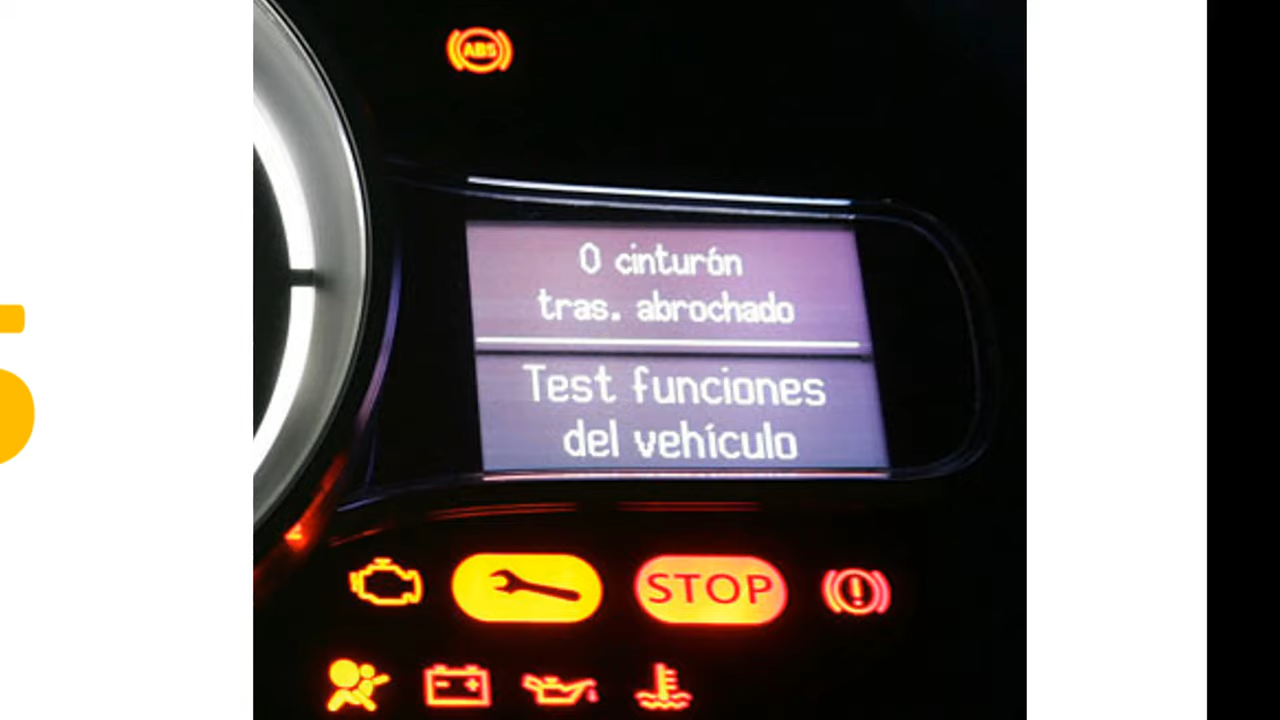 ABS
0 cinturón
tras. abrochado
Test funciones
del vehículo
STOP